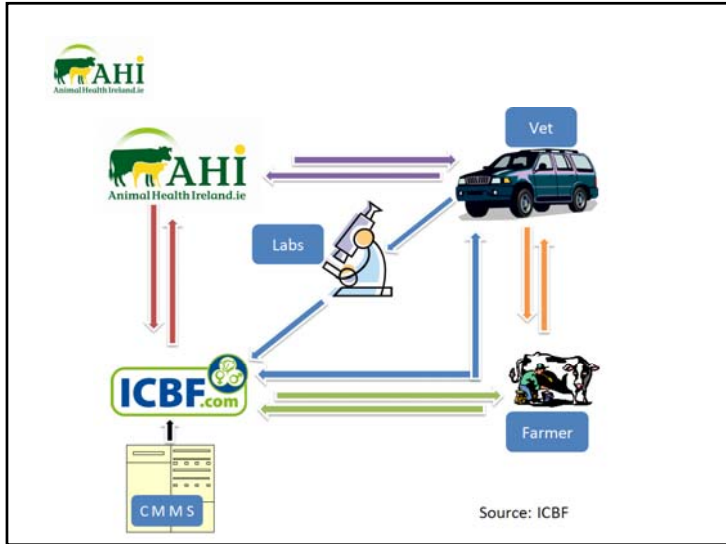 AHI
Animal Health Ireland.ie
Vet
AHI
Animal Health Ireland.ie
Labs
ICBF
.com
Farmer
CMMS
Source: ICBF